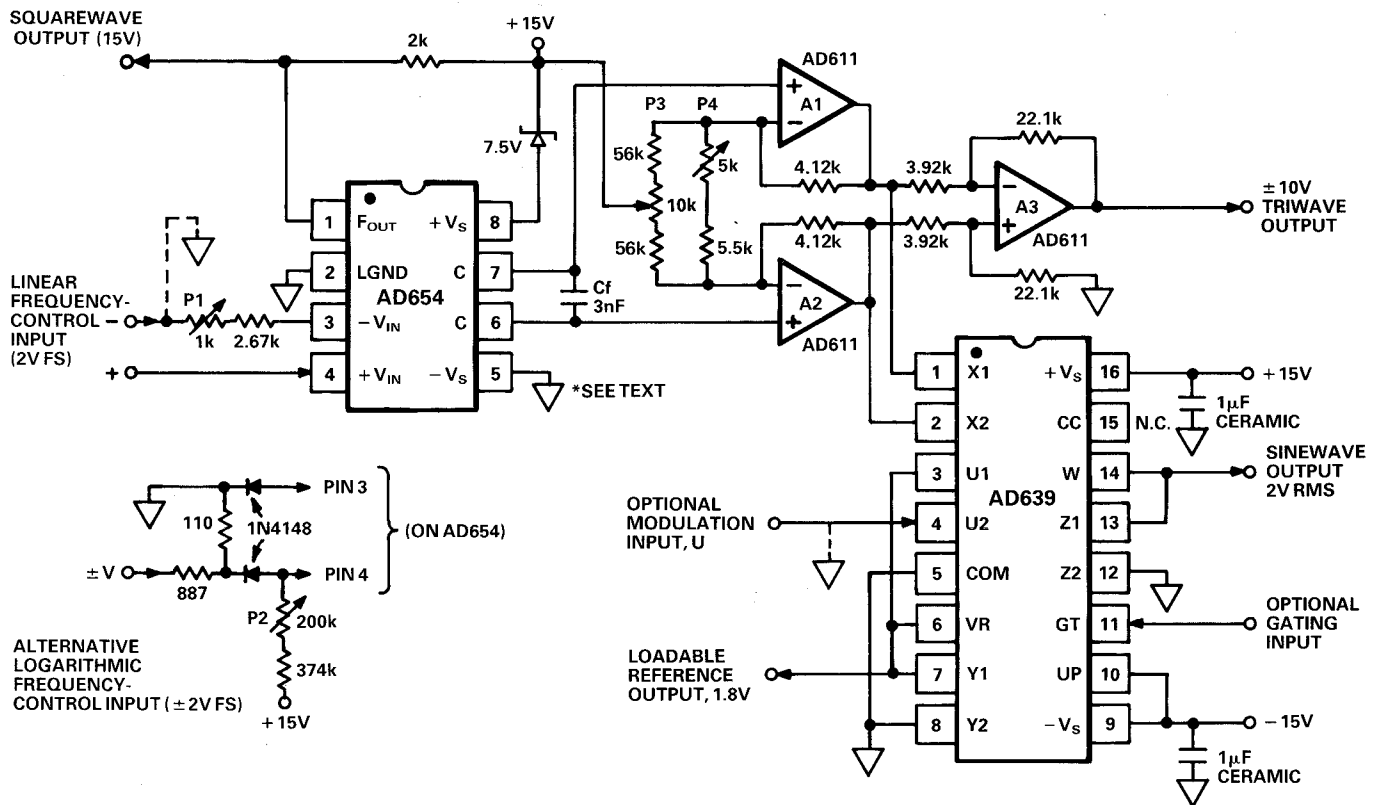 SQUAREWAVE
OUTPUT (15V)
2k
+15V
7.5V
AD611
A1
+
−
P3
P4
56k
5k
10k
56k
5.5k
4.12k
4.12k
3.92k
3.92k
22.1k
A3
−
+
AD611
22.1k
±10V
TRIWAVE
OUTPUT
A2
−
+
AD611
1
FOUT
+VS
8
2
LGND
C
7
AD654
3
−VIN
C
6
4
+VIN
−VS
5
Cf
3nF
*SEE TEXT
LINEAR
FREQUENCY-
CONTROL
INPUT
(2V FS)
−
+
P1
1k
2.67k
PIN 3
110
1N4148
(ON AD654)
±V
887
PIN 4
P2
200k
374k
+15V
ALTERNATIVE
LOGARITHMIC
FREQUENCY-
CONTROL INPUT (±2V FS)
AD639
1
X1
+VS
16
+15V
1μF
CERAMIC
2
X2
CC
15
N.C.
3
U1
W
14
SINEWAVE
OUTPUT
2V RMS
OPTIONAL
MODULATION
INPUT, U
4
U2
Z1
13
5
COM
Z2
12
6
VR
GT
11
OPTIONAL
GATING
INPUT
LOADABLE
REFERENCE
OUTPUT, 1.8V
7
Y1
UP
10
8
Y2
−VS
9
−15V
1μF
CERAMIC